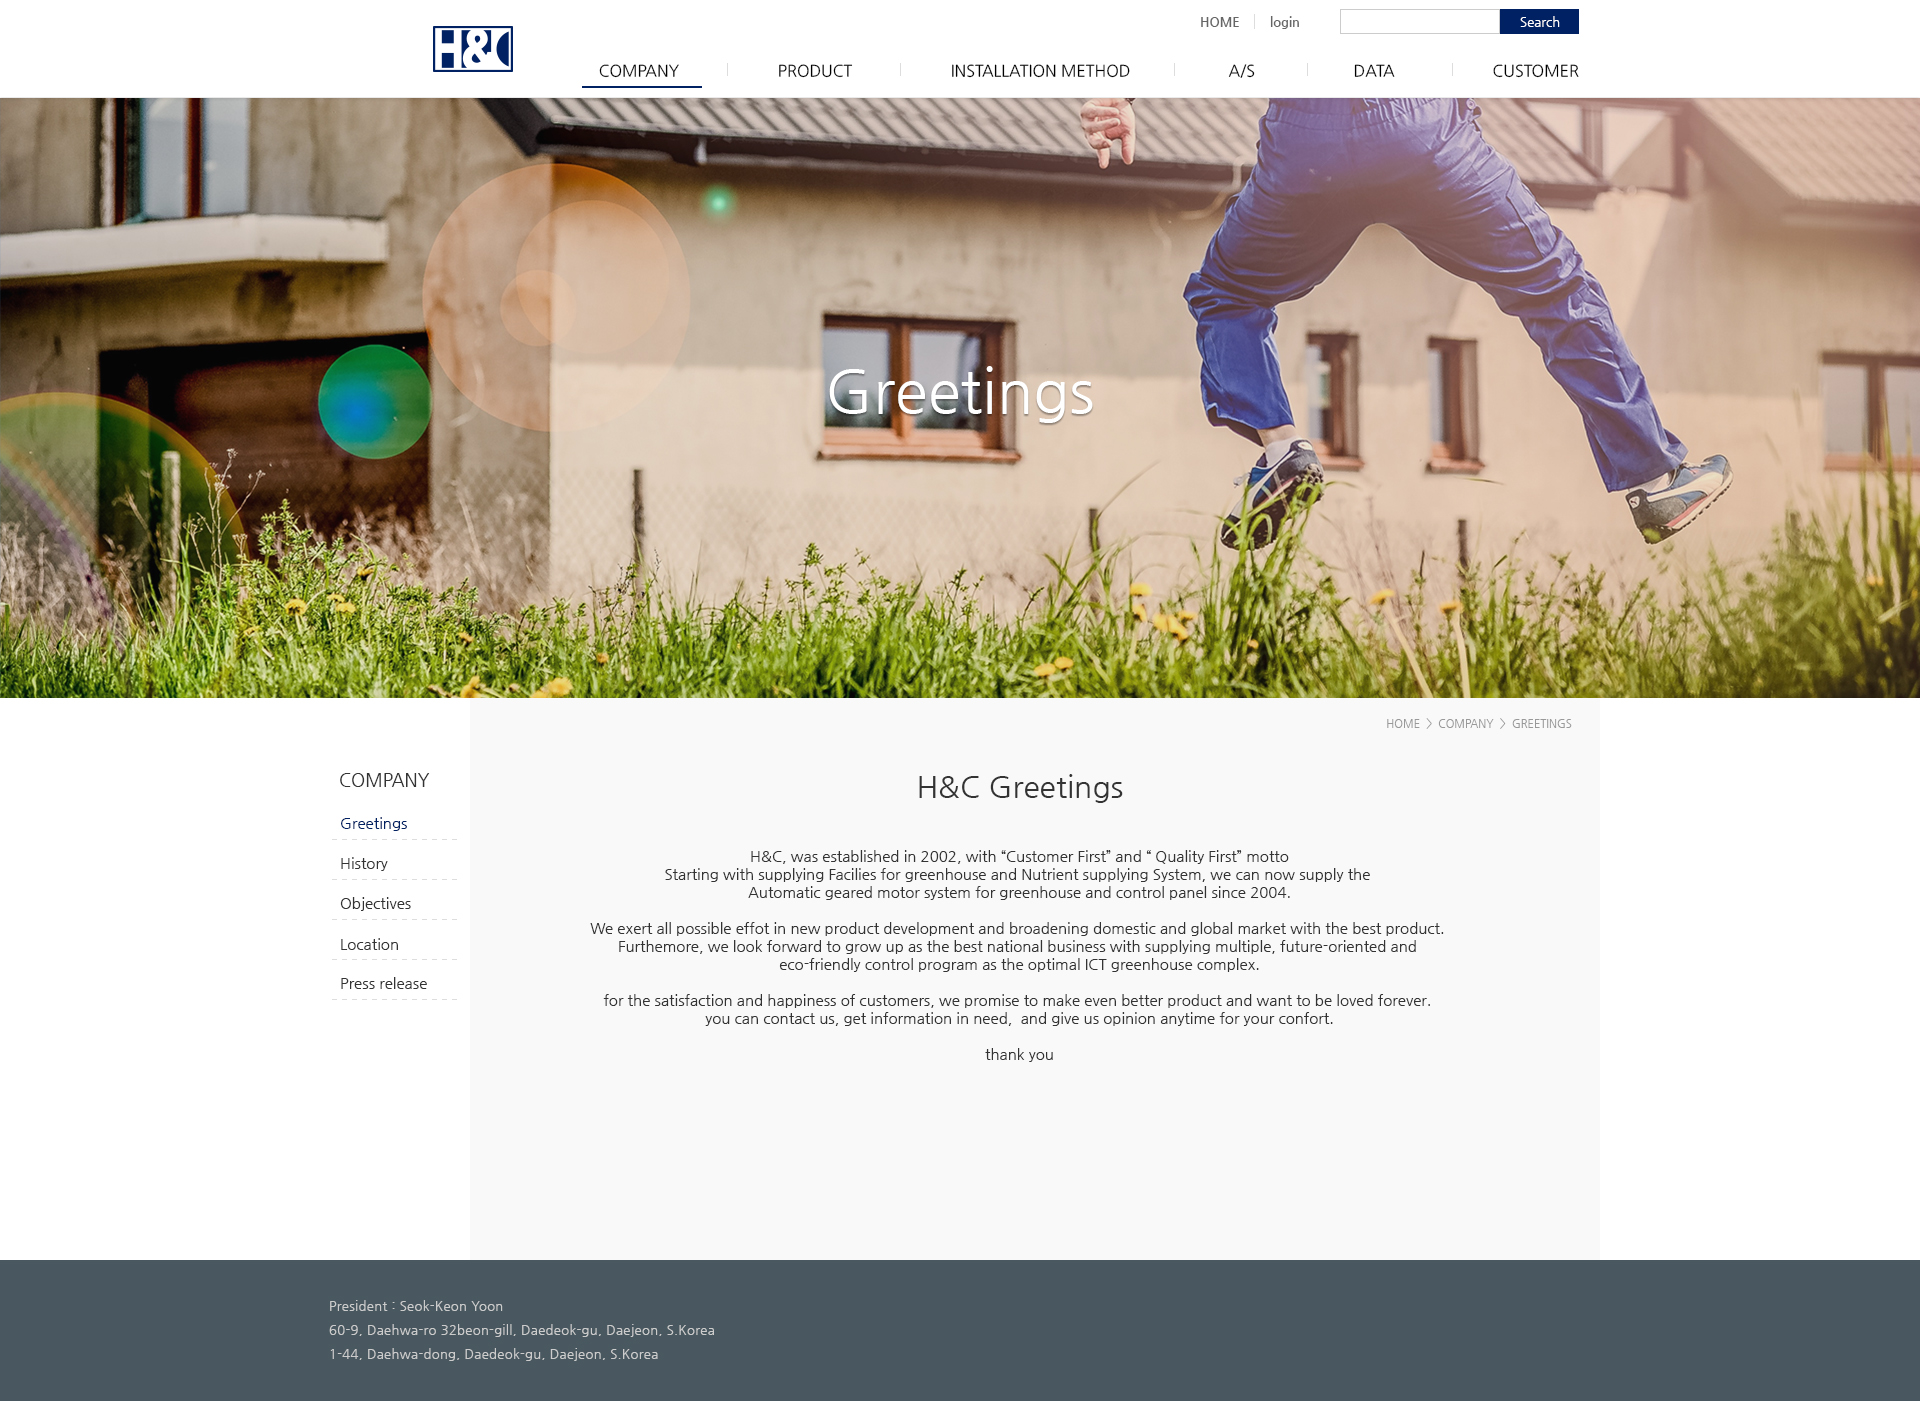 HOME
login
Search
H&C
COMPANY
PRODUCT
INSTALLATION METHOD
A/S
DATA
CUSTOMER
Greetings
HOME > COMPANY > GREETINGS
COMPANY
Greetings
History
Objectives
Location
Press release
H&C Greetings
H&C, was established in 2002, with “Customer First” and “ Quality First” motto
Starting with supplying Facilies for greenhouse and Nutrient supplying System, we can now supply the
Automatic geared motor system for greenhouse and control panel since 2004.
We exert all possible effot in new product development and broadening domestic and global market with the best product.
Furthemore, we look forward to grow up as the best national business with supplying multiple, future-oriented and
eco-friendly control program as the optimal ICT greenhouse complex.
for the satisfaction and happiness of customers, we promise to make even better product and want to be loved forever.
you can contact us, get information in need,  and give us opinion anytime for your confort.
thank you
President : Seok-Keon Yoon
60-9, Daehwa-ro 32beon-gill, Daedeok-gu, Daejeon, S.Korea
1-44, Daehwa-dong, Daedeok-gu, Daejeon, S.Korea